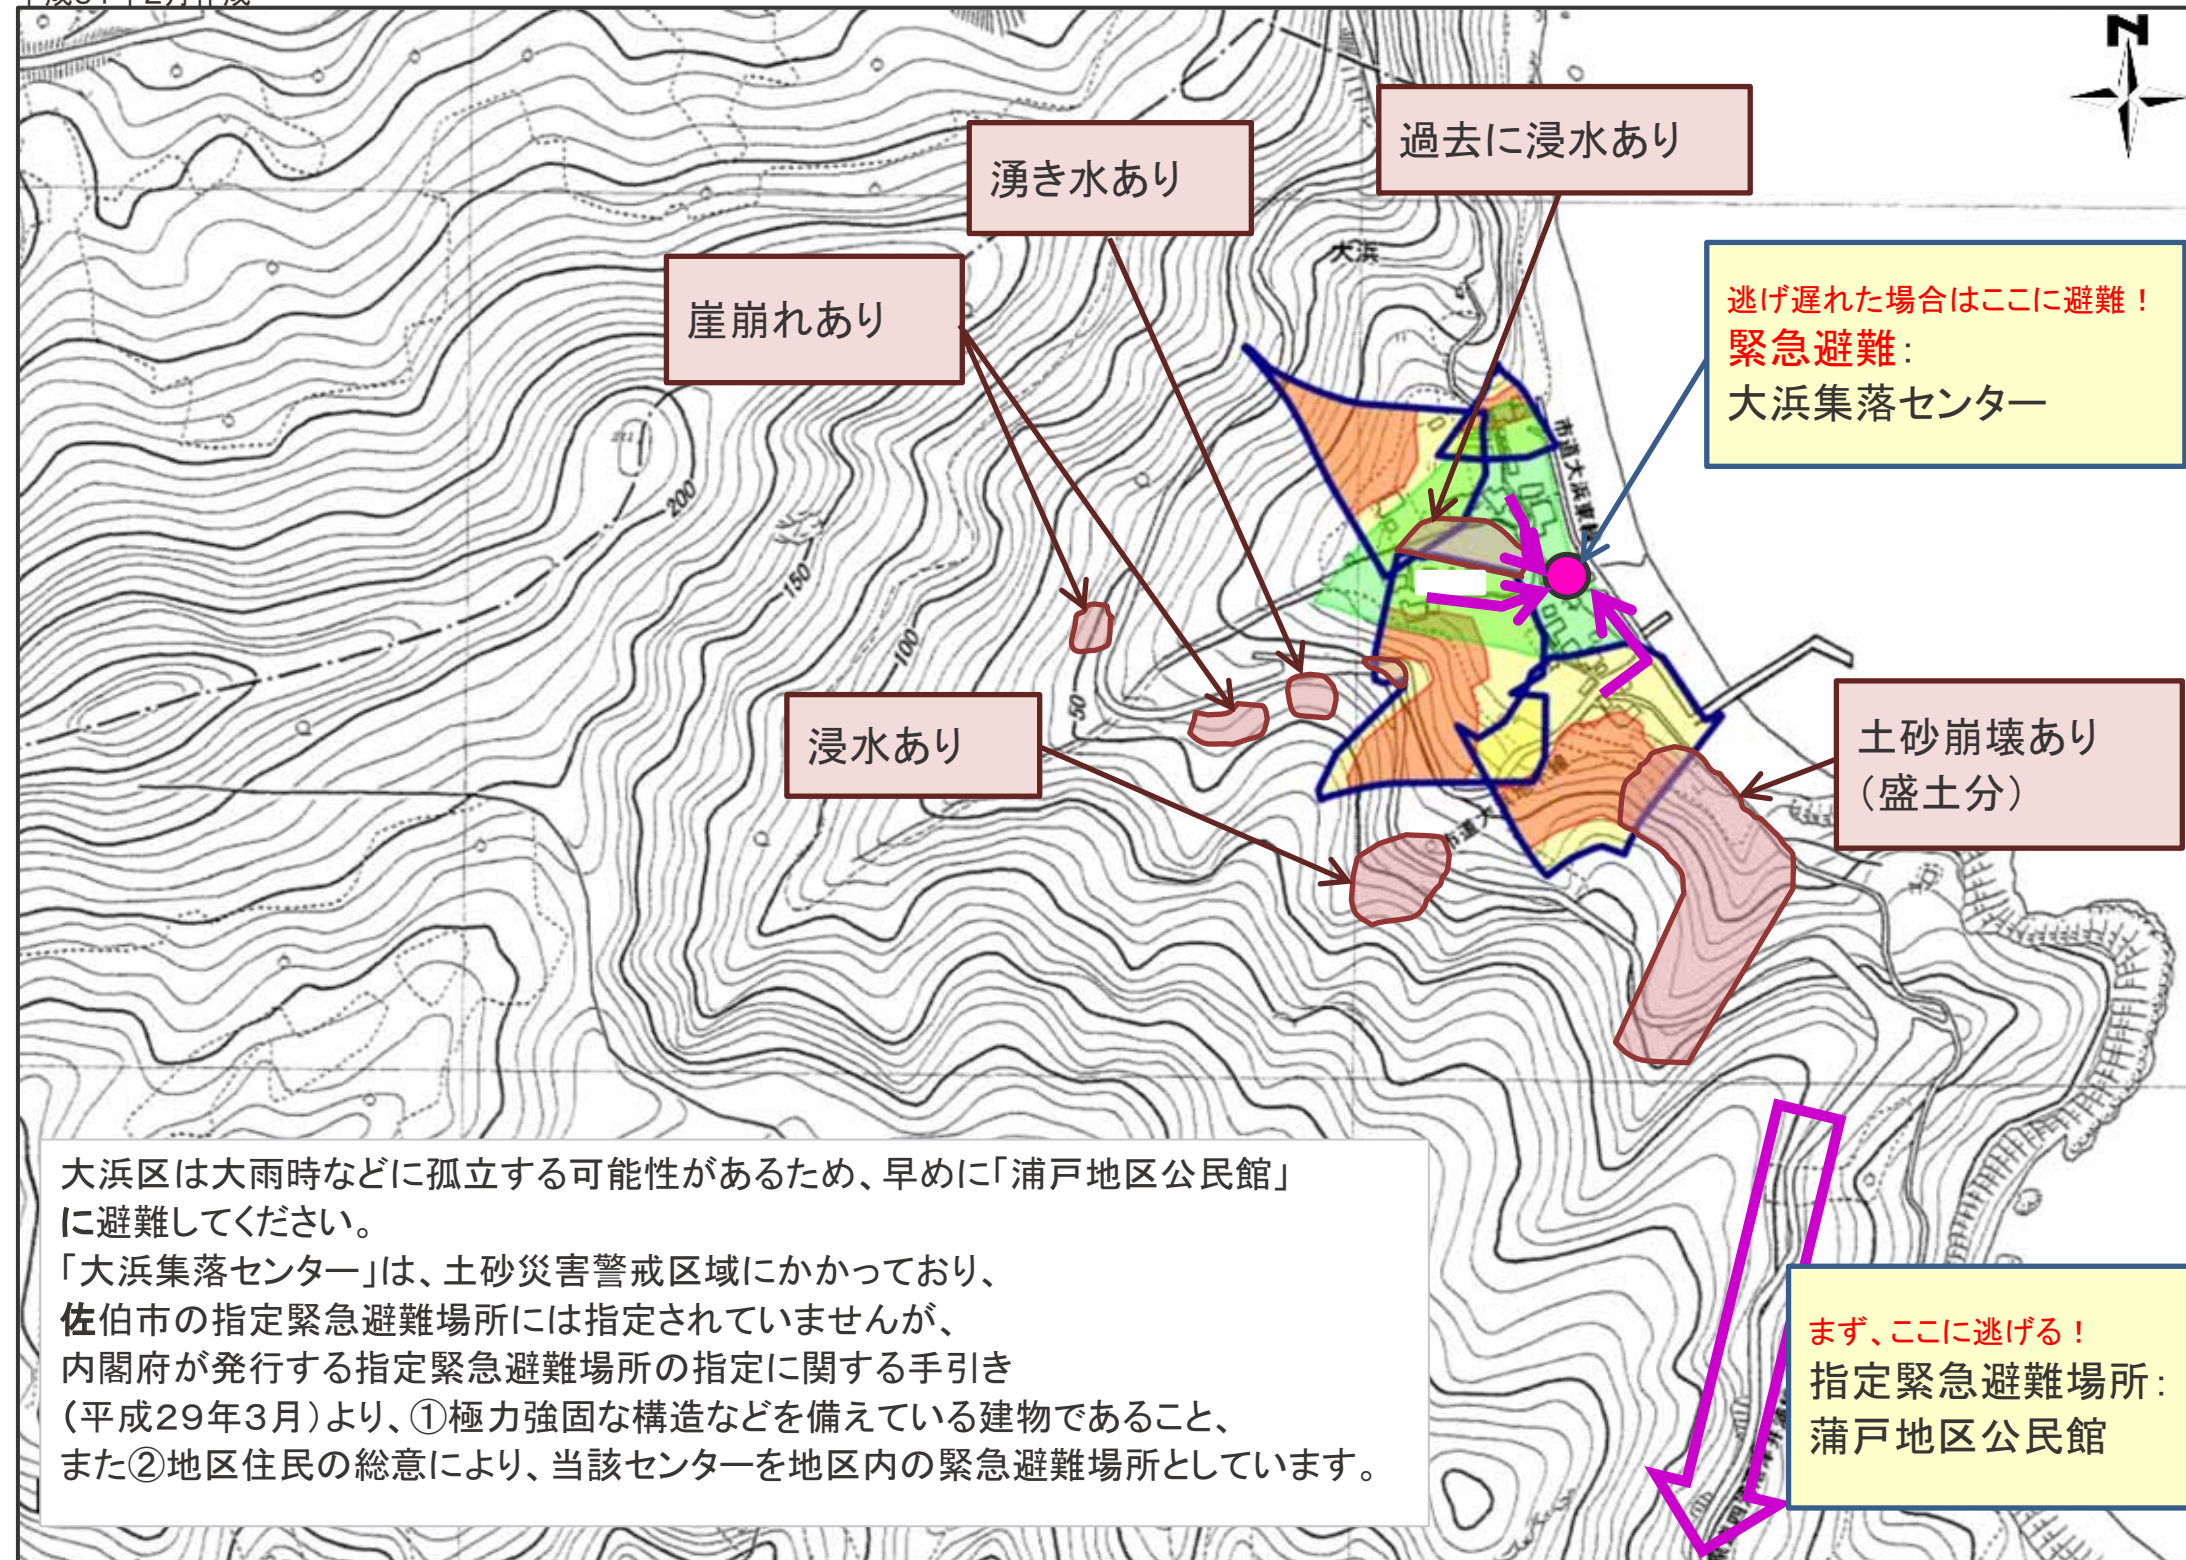 N
過去に浸水あり
湧き水あり
大浜
崖崩れあり
逃げ遅れた場合はここに避難！
緊急避難：
大浜集落センター
200
150
100
50
浸水あり
土砂崩壊あり
（盛土分）
大浜区は大雨時などに孤立する可能性があるため、早めに「浦戸地区公民館」
に避難してください。
「大浜集落センター」は、土砂災害警戒区域にかかっており、
佐伯市の指定緊急避難場所には指定されていませんが、
内閣府が発行する指定緊急避難場所の指定に関する手引き
（平成29年3月）より、①極力強固な構造などを備えている建物であること、
また②地区住民の総意により、当該センターを地区内の緊急避難場所としています。
まず、ここに逃げる！
指定緊急避難場所：
蒲戸地区公民館